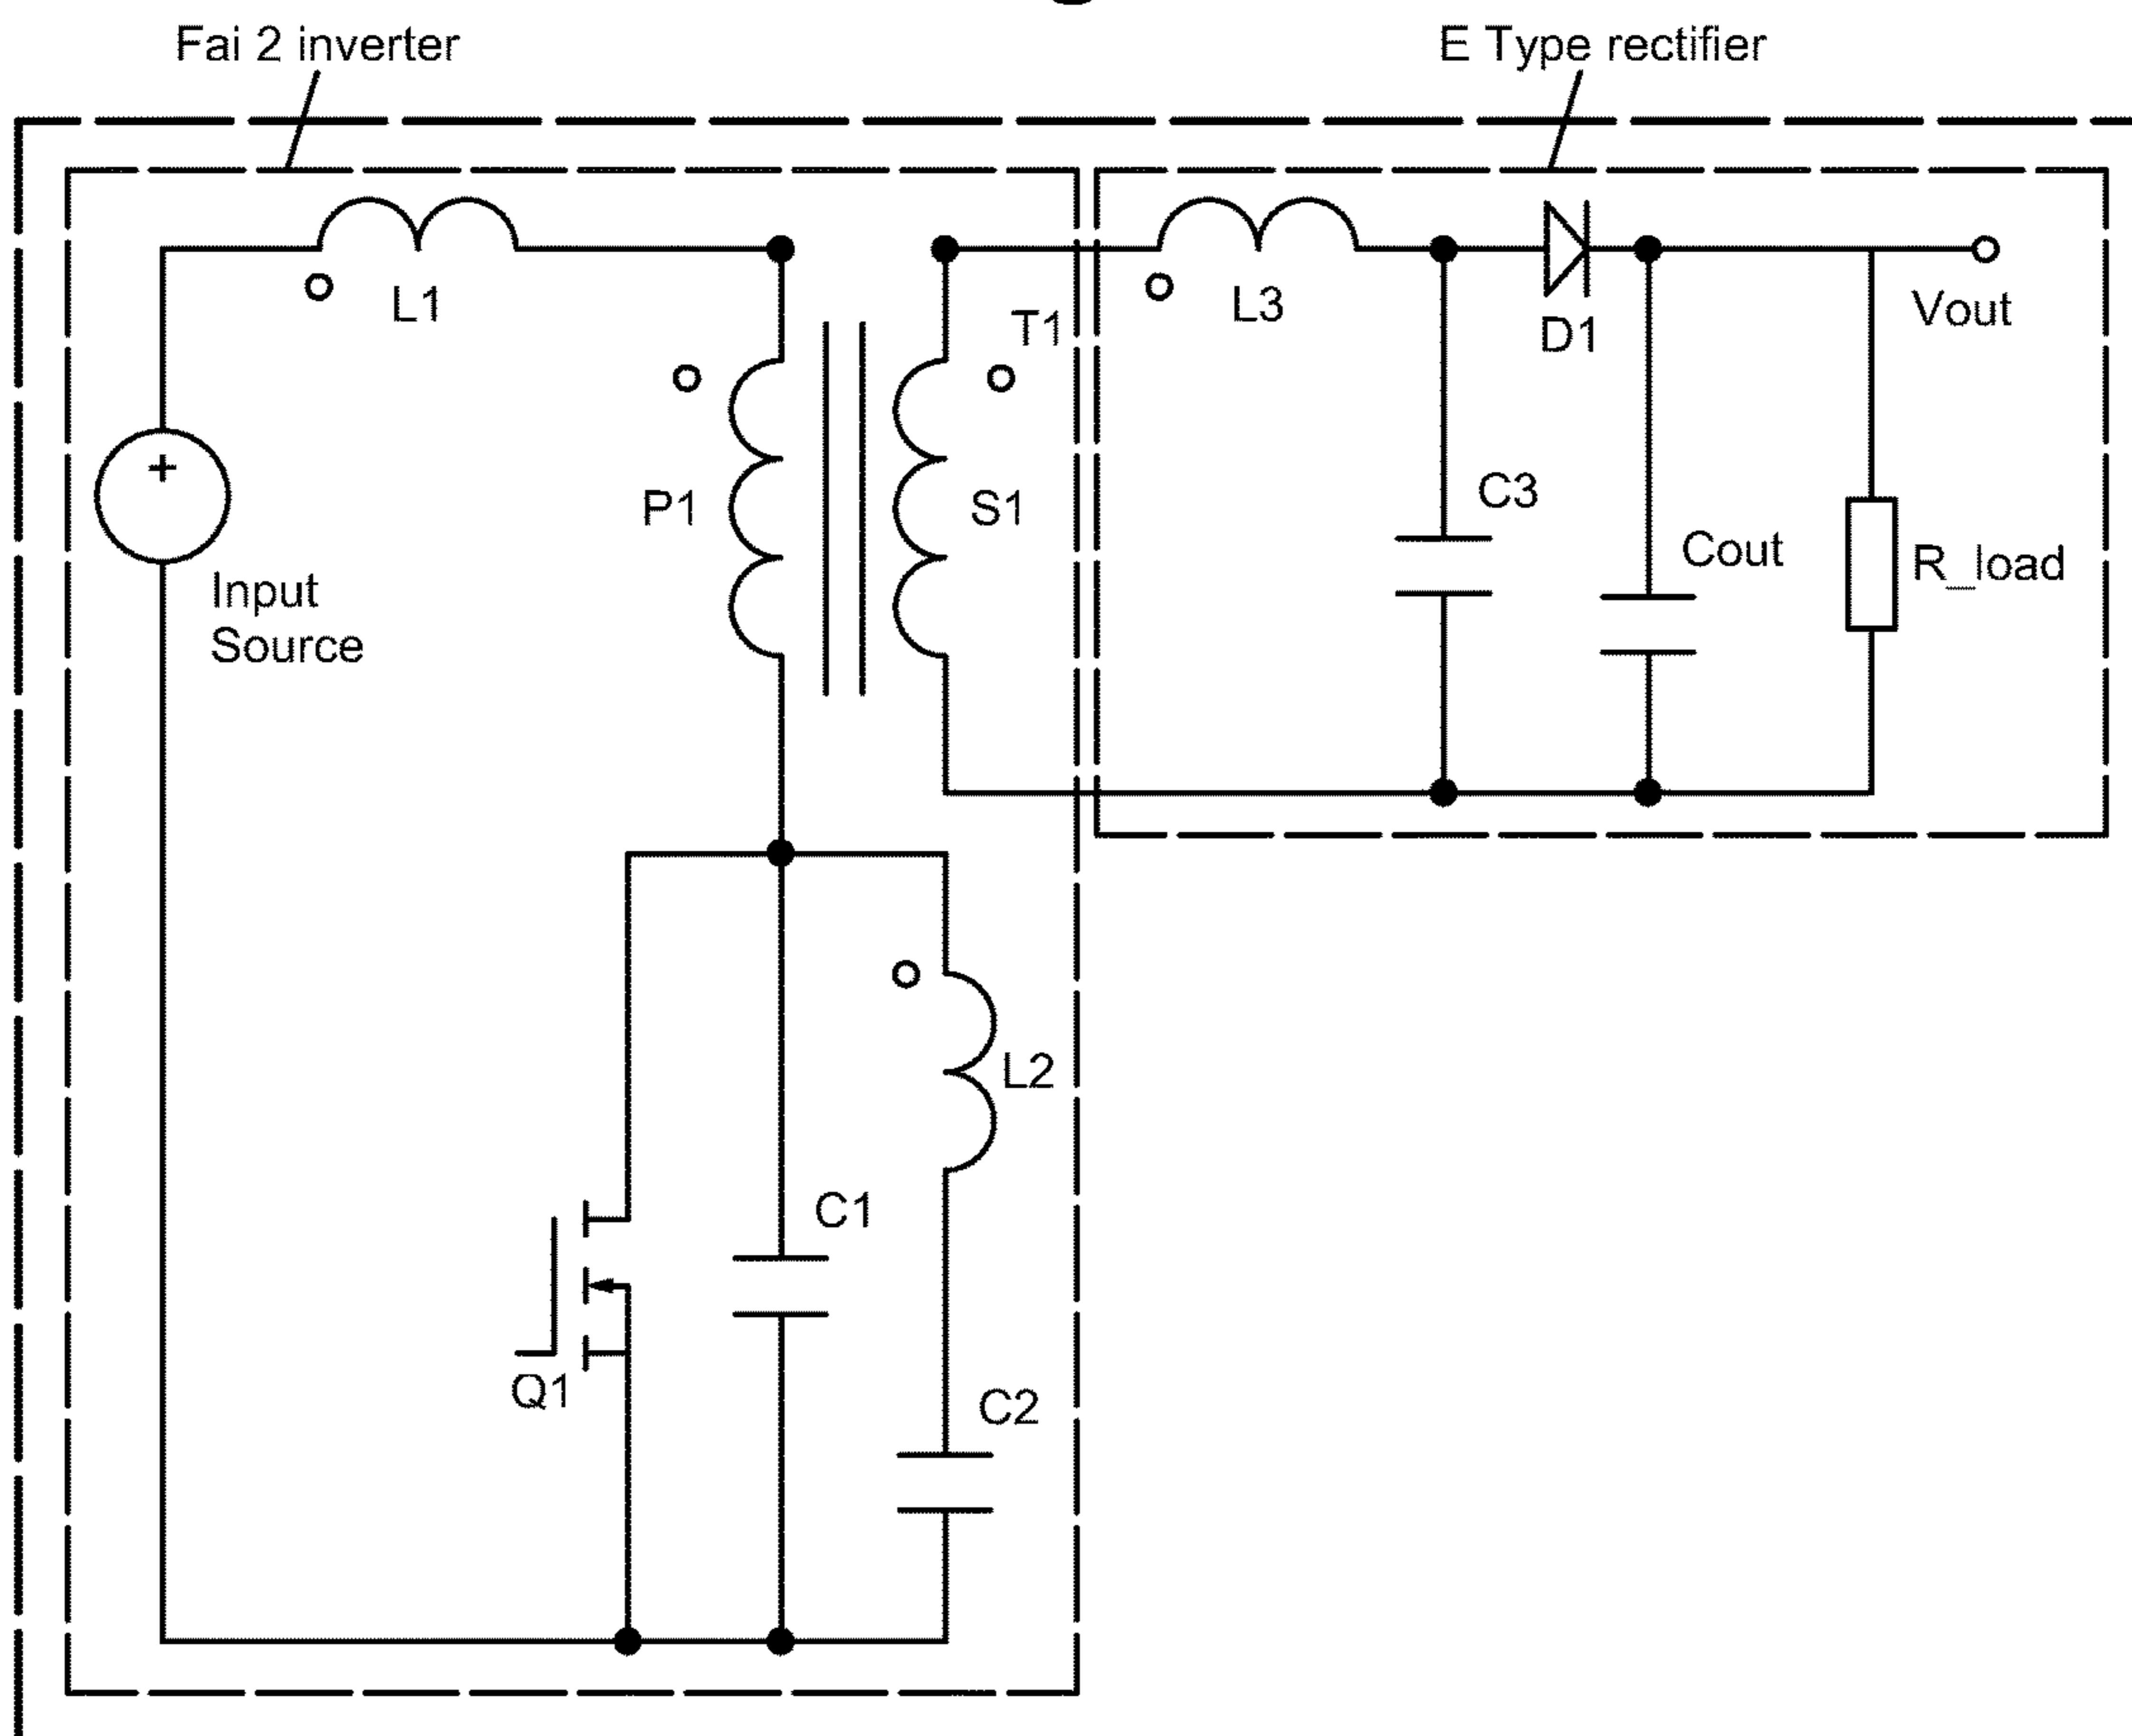 Fai 2 inverter
E Type rectifier
L1
L3
T1
D1
Vout
P1
S1
C3
Cout
R_load
+
Input
Source
L2
C1
Q1
C2